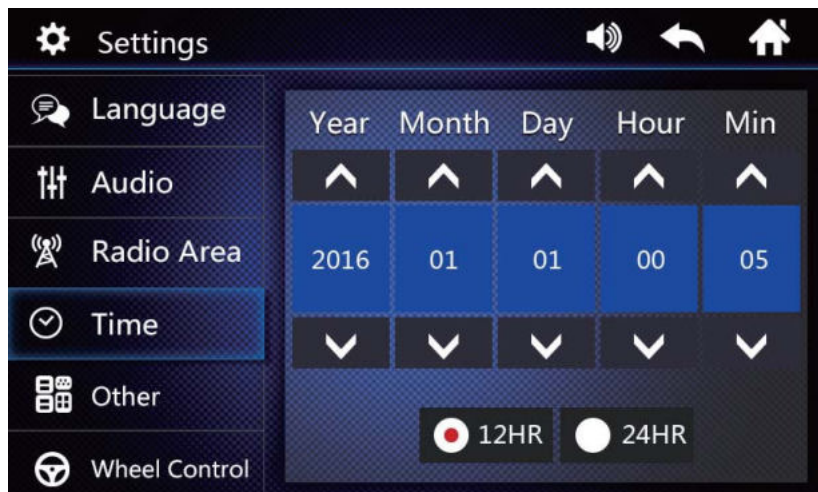 Settings
Language
Audio
Radio Area
Time
Other
Wheel Control
Year Month Day Hour Min
2016 01 01 00 05
12HR 24HR